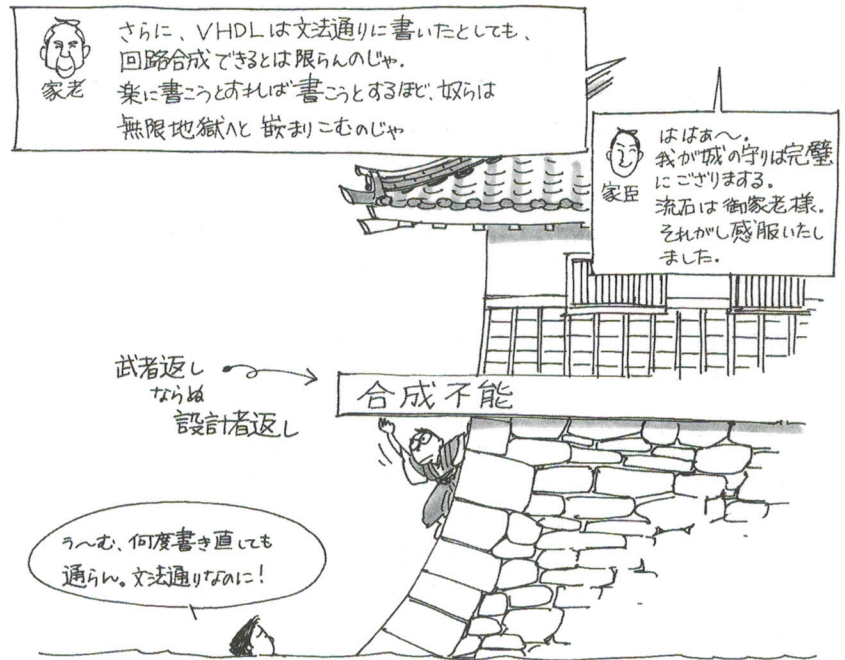 さらに、VHDLは文法通りに書いたとしても、
回路合成できるとは限らんのじゃ.
楽に書こうとすれば書こうとするほど、奴らは
無限地獄へと嵌まりこむのじゃ
家老
ははぁ〜.
我が城の守りは完璧
にござりまする.
流石は御家老様.
それがし感服いたし
ました.
家臣
武者返し
ならぬ
設計者返し
合成不能
う〜む、何度書き直しても
通らん。文法通りなのに!